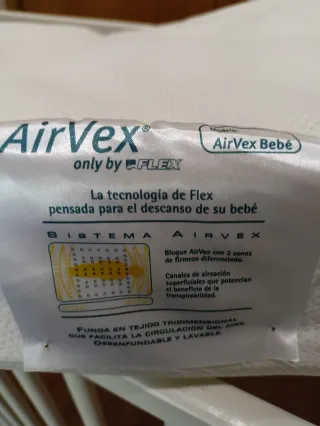 AirVex®
only by FLEX
Modelo:
AirVex Bebé
La tecnología de Flex
pensada para el descanso de su bebé
SISTEMA AIRVEX
Bloque AirVex con 3 zonas
de firmeza diferenciada.
Canales de aireación
superficiales que potencian
el beneficio de la
transpirabilidad.
FUNDA EN TEJIDO TRIDIMENSIONAL
QUE FACILITA LA CIRCULACIÓN DEL AIRE.
DESENFUNDABLE Y LAVABLE.